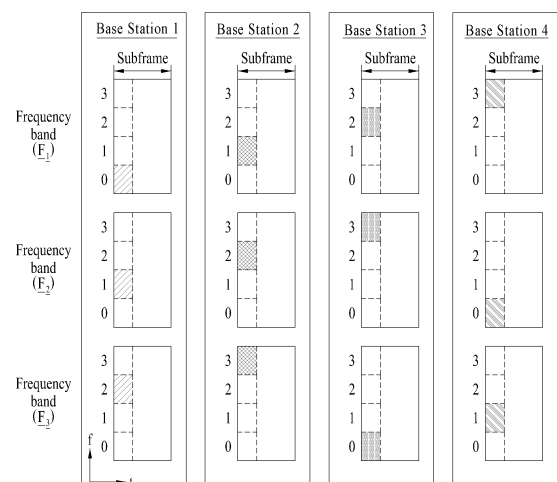 Base Station 1
Base Station 2
Base Station 3
Base Station 4
Subframe
Subframe
Subframe
Subframe
Frequency
band
(F1)
3
2
1
0
3
2
1
0
3
2
1
0
3
2
1
0
Frequency
band
(F2)
3
2
1
0
3
2
1
0
3
2
1
0
3
2
1
0
Frequency
band
(F3)
3
2
1
0
3
2
1
0
3
2
1
0
3
2
1
0
f